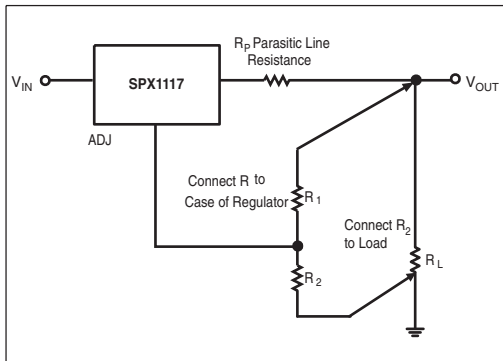 R_P Parasitic Line
Resistance
V_IN
SPX1117
V_OUT
ADJ
Connect R to
Case of Regulator
R_1
Connect R_2
to Load
R_2
R_L